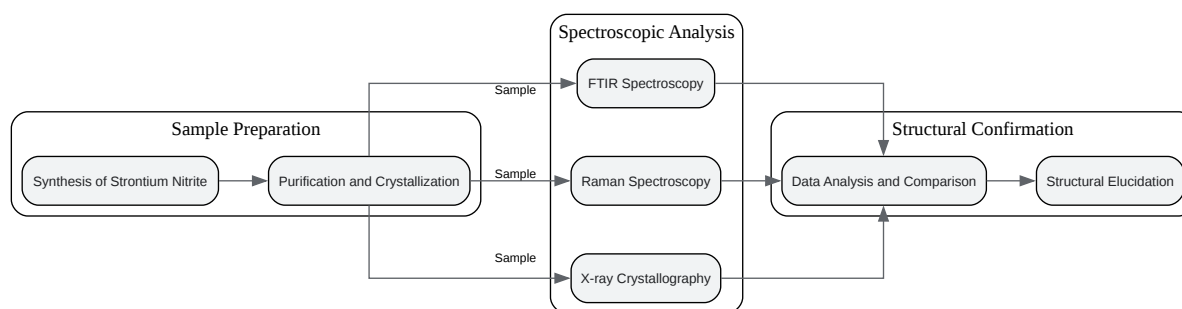 Spectroscopic Analysis
FTIR Spectroscopy
Sample
Sample Preparation
Structural Confirmation
Synthesis of Strontium Nitrite
Purification and Crystallization
Sample
Raman Spectroscopy
Data Analysis and Comparison
Structural Elucidation
Sample
X-ray Crystallography